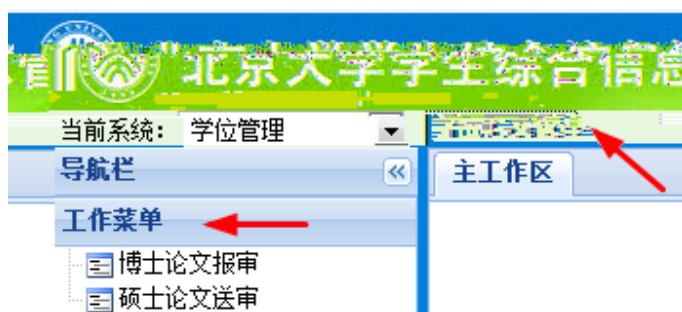 北京大学学生综合信息
当前系统： 学位管理
导航栏
主工作区
工作菜单
博士论文报审
硕士论文送审